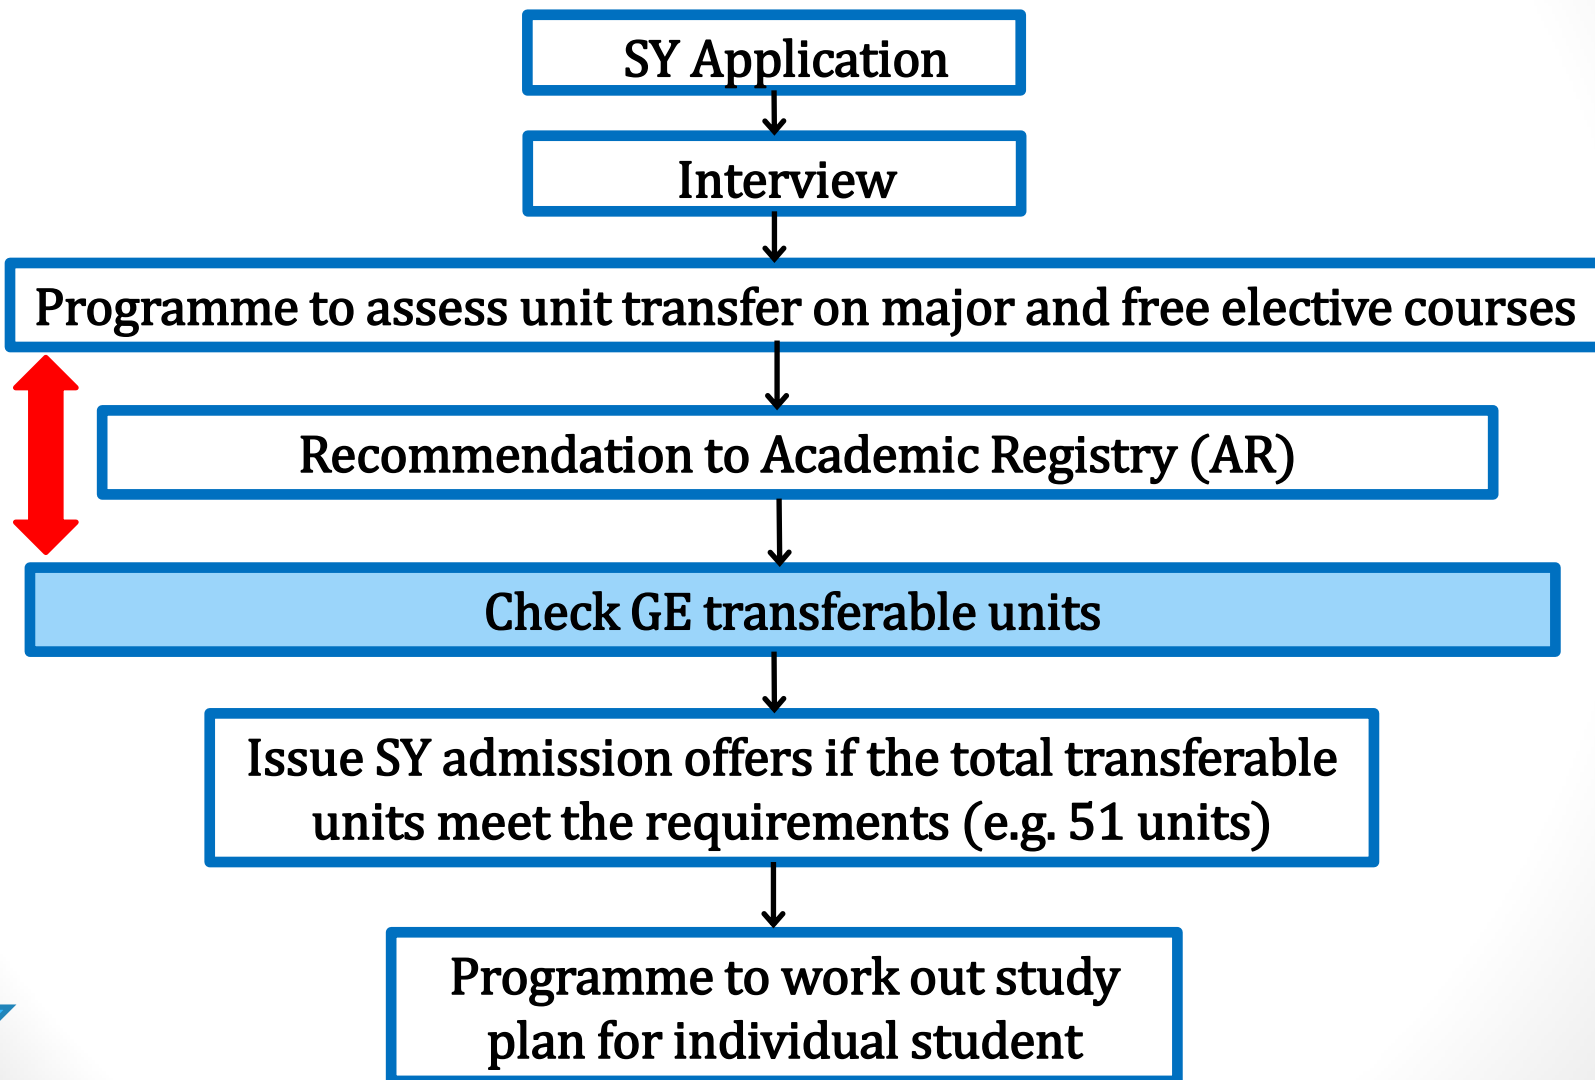 SY Application
Interview
Programme to assess unit transfer on major and free elective courses
Recommendation to Academic Registry (AR)
Check GE transferable units
Issue SY admission offers if the total transferable
units meet the requirements (e.g. 51 units)
Programme to work out study
plan for individual student